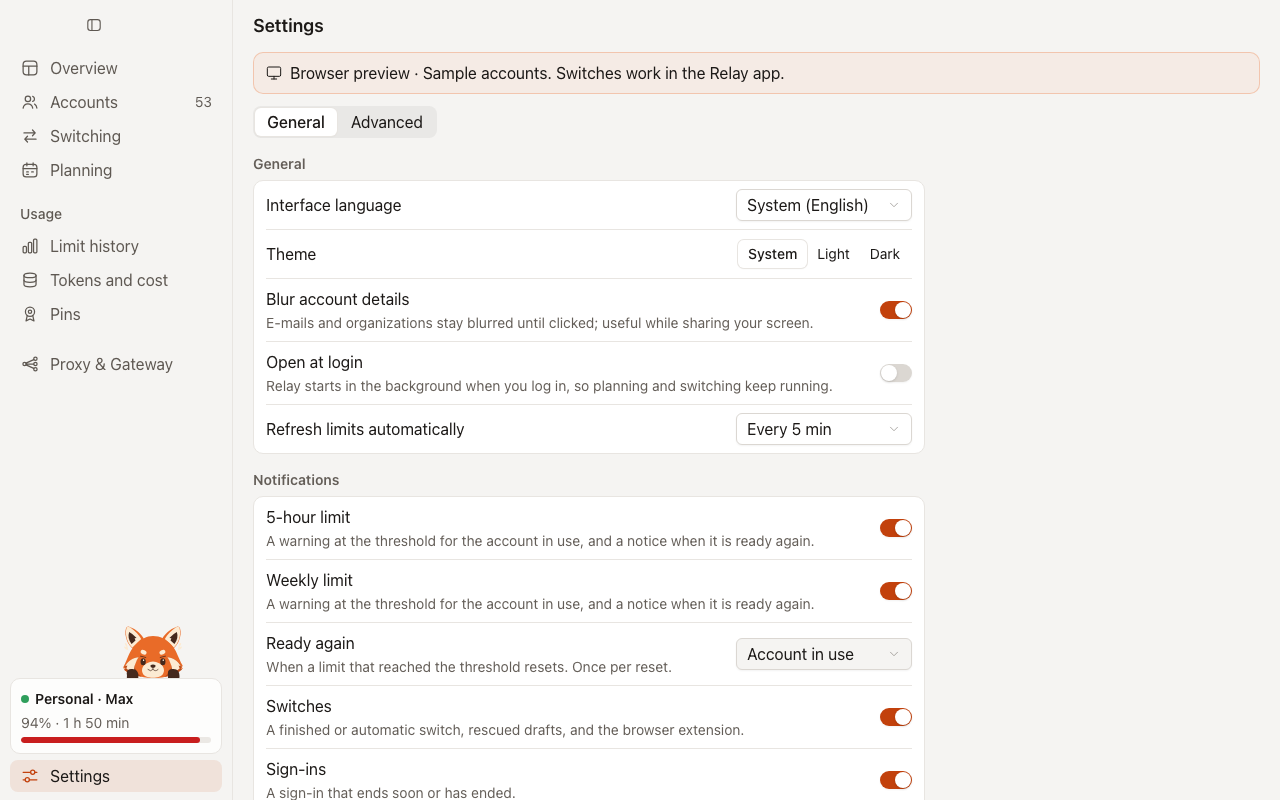 Settings
Browser preview · Sample accounts. Switches work in the Relay app.
Overview
Accounts 53
Switching
Planning
Usage
Limit history
Tokens and cost
Pins
Proxy & Gateway
Personal · Max
94% · 1 h 50 min
Settings
General Advanced
General
Interface language System (English)
Theme System Light Dark
Blur account details
E-mails and organizations stay blurred until clicked; useful while sharing your screen.
Open at login
Relay starts in the background when you log in, so planning and switching keep running.
Refresh limits automatically Every 5 min
Notifications
5-hour limit
A warning at the threshold for the account in use, and a notice when it is ready again.
Weekly limit
A warning at the threshold for the account in use, and a notice when it is ready again.
Ready again Account in use
When a limit that reached the threshold resets. Once per reset.
Switches
A finished or automatic switch, rescued drafts, and the browser extension.
Sign-ins
A sign-in that ends soon or has ended.